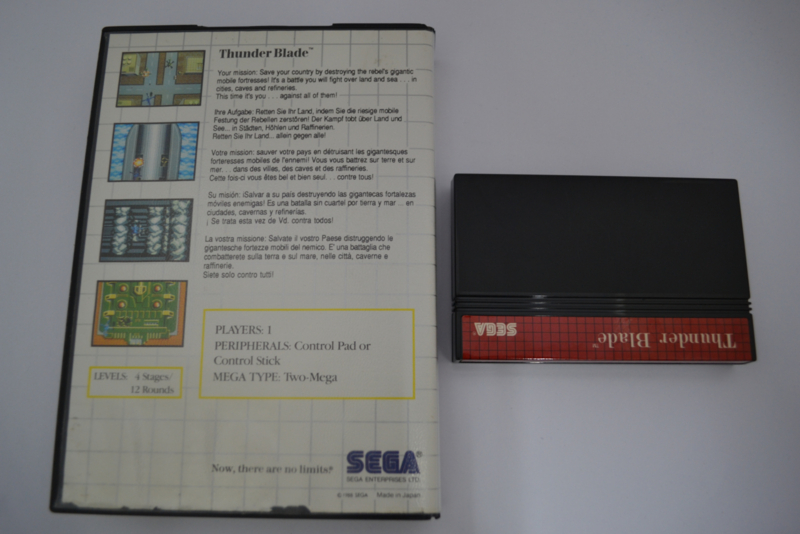 Thunder Blade™
Your mission: Save your country by destroying the rebel's gigantic
mobile fortresses! It's a battle you will fight over land and sea . . . in
cities, caves and refineries.
This time it's you . . . against all of them!
Ihre Aufgabe: Retten Sie Ihr Land, indem Sie die riesige mobile
Festung der Rebellen zerstören! Der Kampf tobt über Land und
See... in Städten, Höhlen und Raffinerien.
Retten Sie Ihr Land...allein gegen alle!
Votre mission: sauver votre pays en détruisant les gigantesques
forteresses mobiles de l'ennemi! Vous vous battrez sur terre et sur
mer . . . dans des villes, des caves et des raffineries.
Cette fois-ci vous êtes bel et bien seul. . . contre tous!
Su misión: ¡Salvar a su país destruyendo las gigantecas fortalezas
móviles enemigas! Es una batalla sin cuartel por tierra y mar ... en
ciudades, cavernas y refinerías.
¡ Se trata esta vez de Vd. contra todos!
La vostra missione: Salvate il vostro Paese distruggendo le
gigantesche fortezze mobili del nemico. E' una battaglia che
combatterete sulla terra e sul mare, nelle città, caverne e
raffinerie.
Siete solo contro tutti!
PLAYERS: 1
PERIPHERALS: Control Pad or
Control Stick
MEGA TYPE: Two-Mega
LEVELS: 4 Stages/
12 Rounds
Now, there are no limits!
SEGA®
SEGA ENTERPRISES LTD.
©1988 SEGA Made in Japan
Thunder Blade™
SEGA